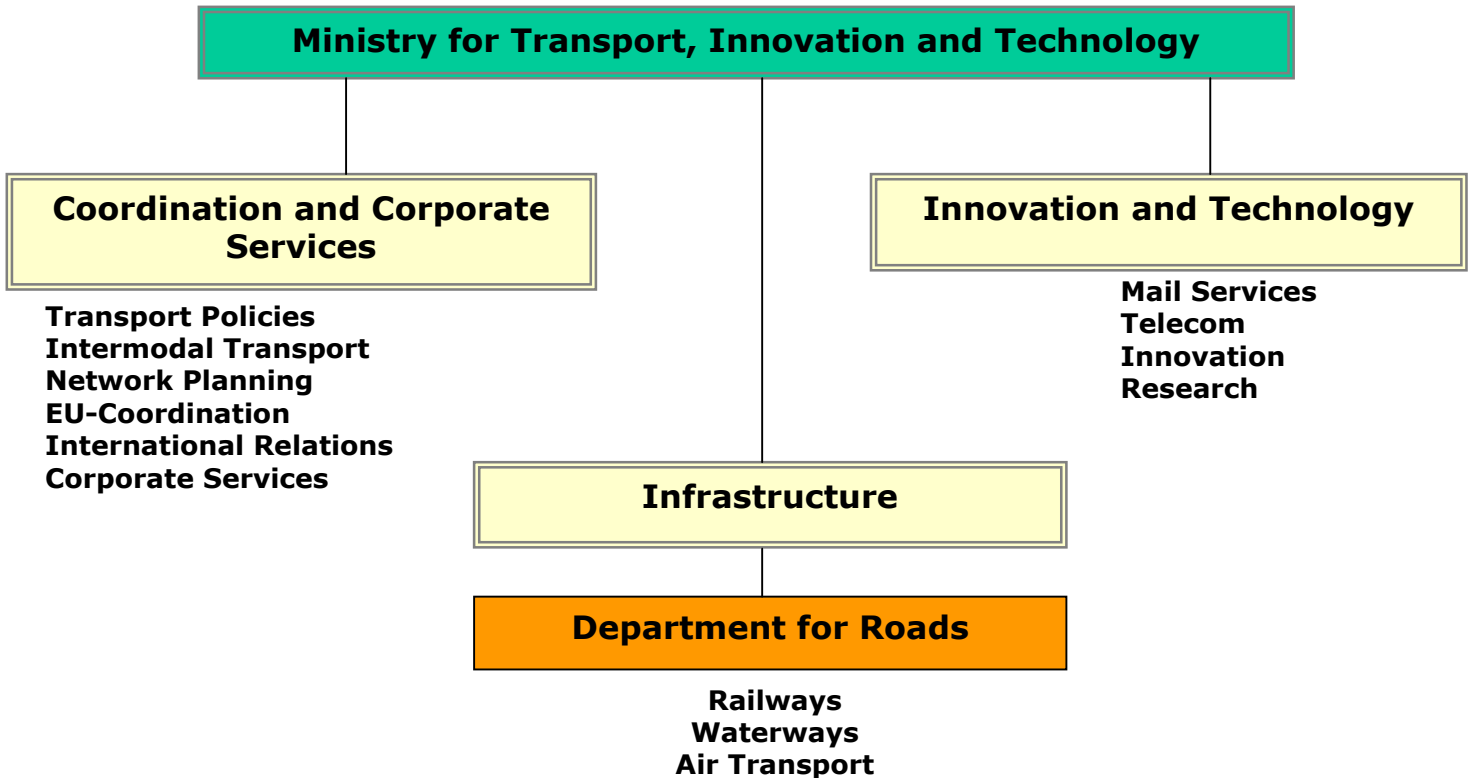 Ministry for Transport, Innovation and Technology
Coordination and Corporate
Services
Transport Policies
Intermodal Transport
Network Planning
EU-Coordination
International Relations
Corporate Services
Innovation and Technology
Mail Services
Telecom
Innovation
Research
Infrastructure
Department for Roads
Railways
Waterways
Air Transport